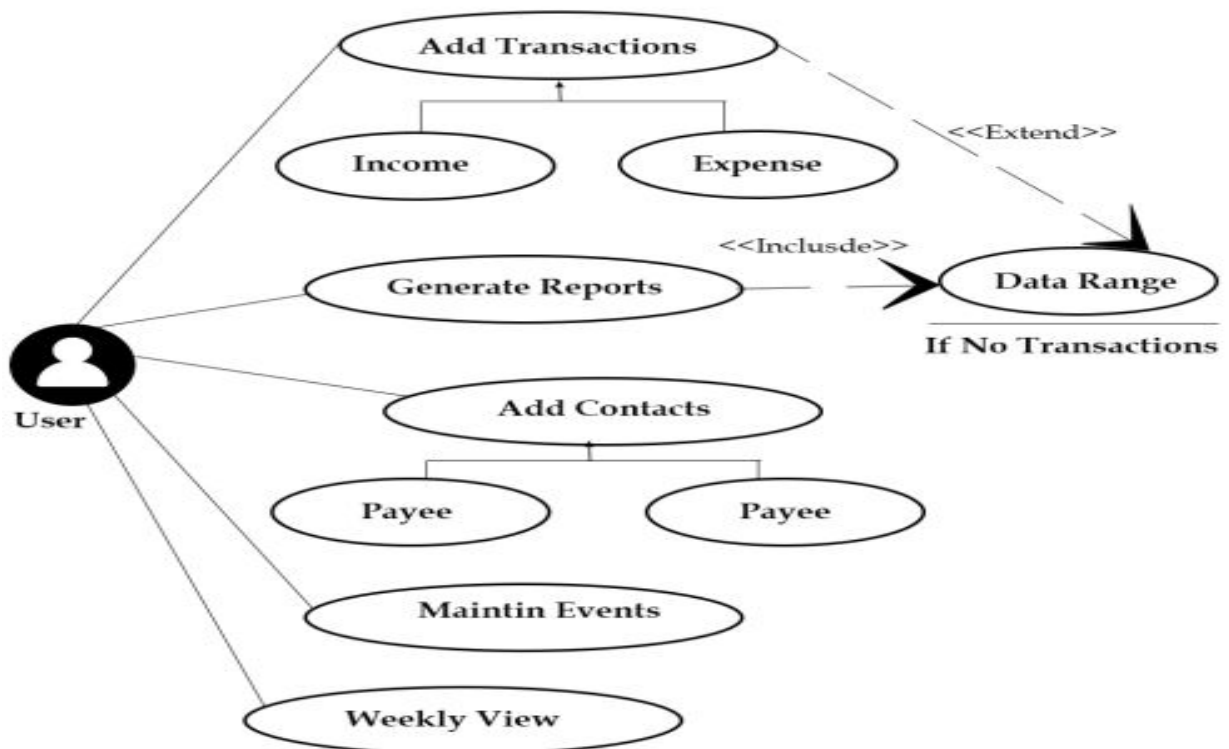 Add Transactions
<<Extend>>
Income
Expense
<<Inclusde>>
Generate Reports
Data Range
If No Transactions
User
Add Contacts
Payee
Payee
Maintin Events
Weekly View